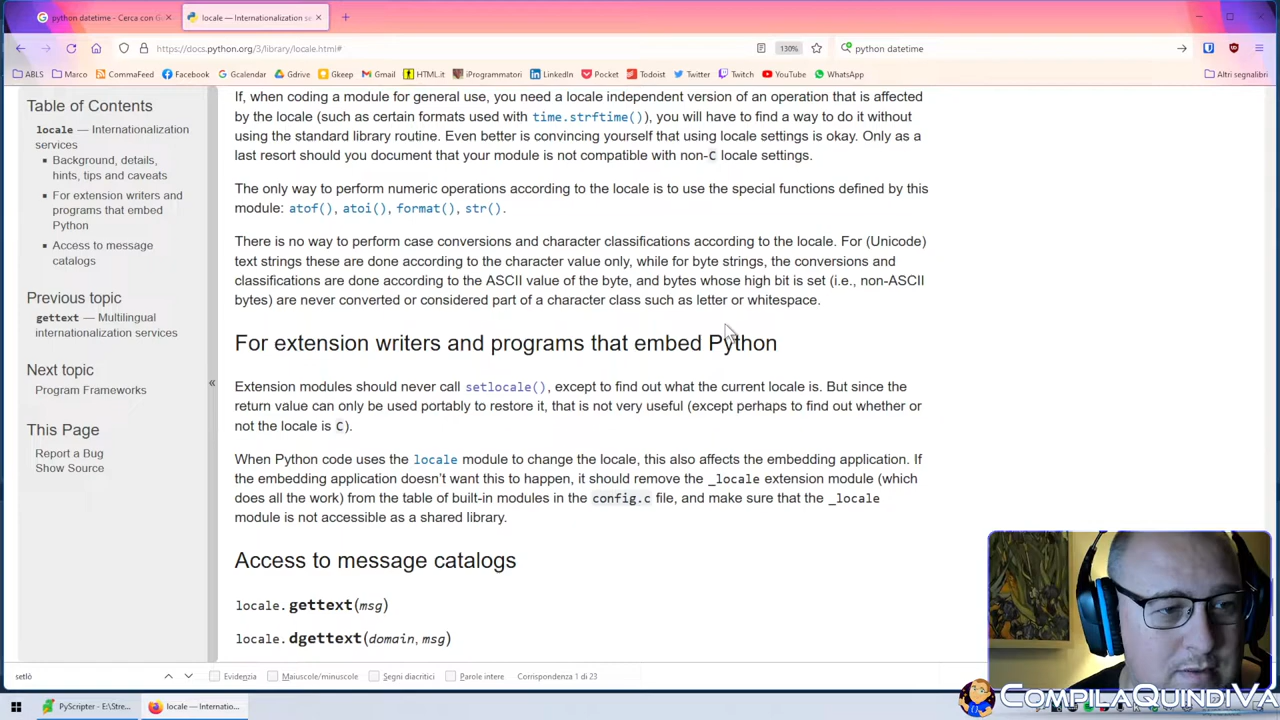 python datetime - Cerca con G
locale — Internationalization se
https://docs.python.org/3/library/locale.html#
130%
python datetime
ABLS
Marco
CommaFeed
Facebook
Gcalendar
Gdrive
Gkeep
Gmail
HTML.it
iProgrammatori
LinkedIn
Pocket
Todoist
Twitter
Twitch
YouTube
WhatsApp
Altri segnalibri
Table of Contents
locale — Internationalization
services
Background, details,
hints, tips and caveats
For extension writers and
programs that embed
Python
Access to message
catalogs
Previous topic
gettext — Multilingual
internationalization services
Next topic
Program Frameworks
This Page
Report a Bug
Show Source
«
If, when coding a module for general use, you need a locale independent version of an operation that is affected
by the locale (such as certain formats used with time.strftime()), you will have to find a way to do it without
using the standard library routine. Even better is convincing yourself that using locale settings is okay. Only as a
last resort should you document that your module is not compatible with non-C locale settings.
The only way to perform numeric operations according to the locale is to use the special functions defined by this
module: atof(), atoi(), format(), str().
There is no way to perform case conversions and character classifications according to the locale. For (Unicode)
text strings these are done according to the character value only, while for byte strings, the conversions and
classifications are done according to the ASCII value of the byte, and bytes whose high bit is set (i.e., non-ASCII
bytes) are never converted or considered part of a character class such as letter or whitespace.
For extension writers and programs that embed Python
Extension modules should never call setlocale(), except to find out what the current locale is. But since the
return value can only be used portably to restore it, that is not very useful (except perhaps to find out whether or
not the locale is C).
When Python code uses the locale module to change the locale, this also affects the embedding application. If
the embedding application doesn't want this to happen, it should remove the _locale extension module (which
does all the work) from the table of built-in modules in the config.c file, and make sure that the _locale
module is not accessible as a shared library.
Access to message catalogs
locale.gettext(msg)
locale.dgettext(domain, msg)
setlò
Evidenzia
Maiuscole/minuscole
Segni diacritici
Parole intere
Corrispondenza 1 di 23
PyScripter - E:\Stre...
locale — Internatio...
COMPILAQUINDIVA